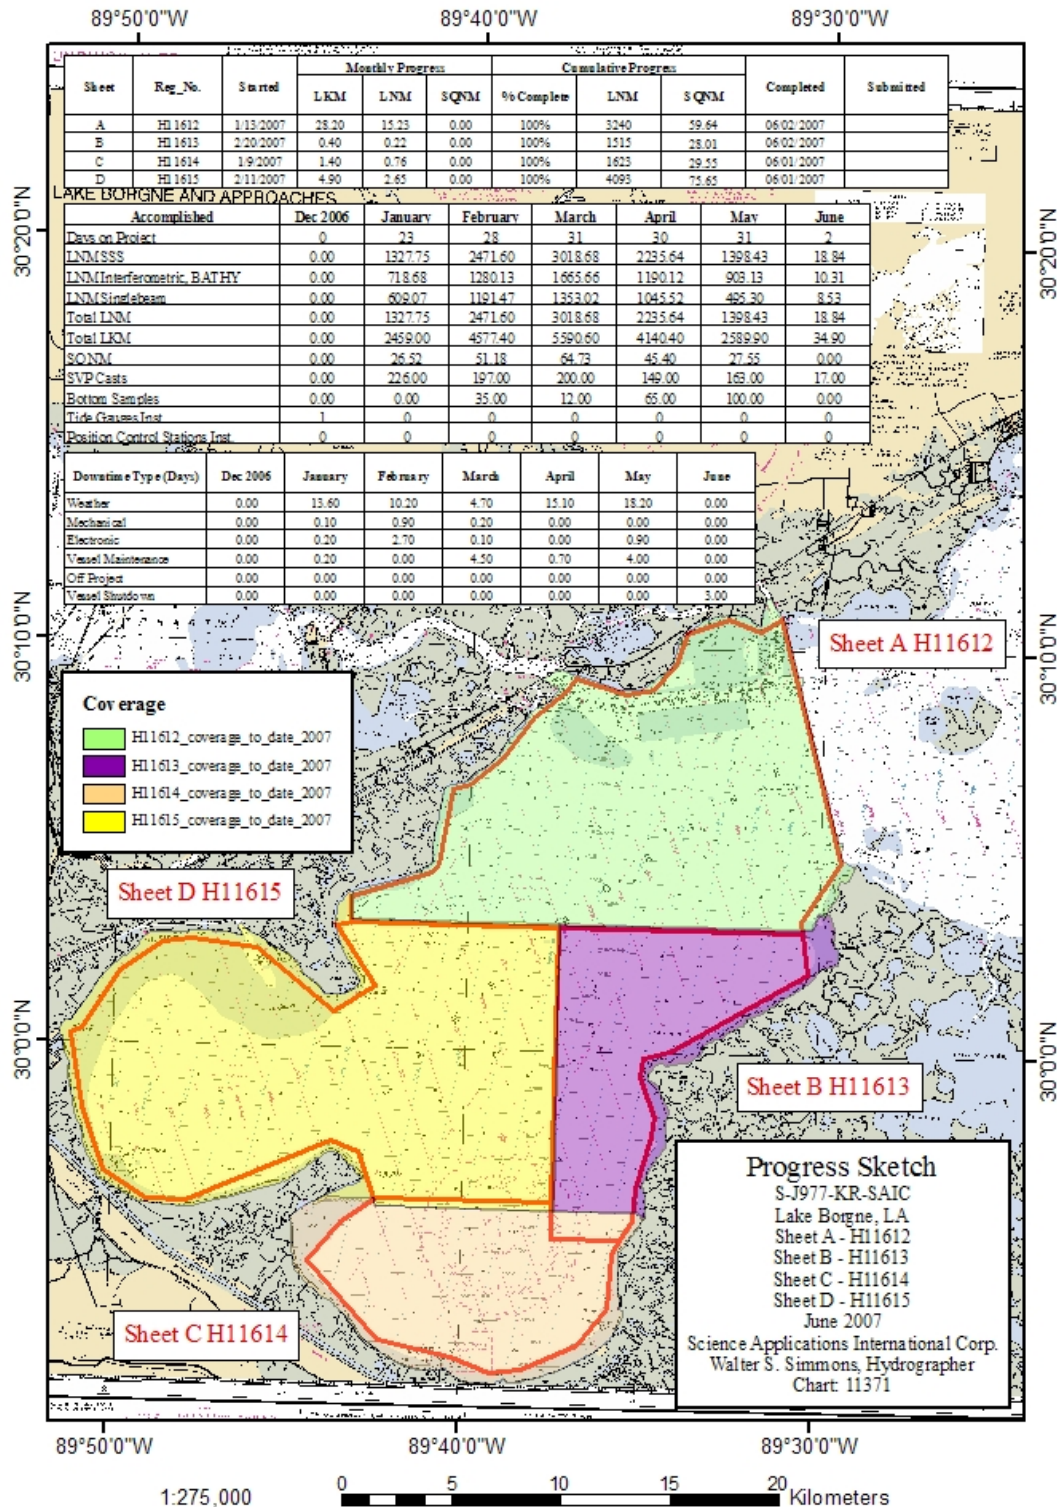 89°50'0"W 89°40'0"W 89°30'0"W
Monthly Progress Cumulative Progress
Sheet Reg_No. Started LKM LNM SQNM % Complete LNM SQNM Completed Submitted
A H11612 1/13/2007 28.20 15.23 0.00 100% 3240 59.64 06/02/2007
B H11613 2/20/2007 0.40 0.22 0.00 100% 1515 28.01 06/02/2007
C H11614 1/9/2007 1.40 0.76 0.00 100% 1623 29.55 06/01/2007
D H11615 2/11/2007 4.90 2.65 0.00 100% 4093 75.65 06/01/2007
LAKE BORGNE AND APPROACHES
30°20'0"N 30°20'0"N
Accomplished Dec 2006 January February March April May June
Days on Project 0 23 28 31 30 31 2
LNM SSS 0.00 1327.75 2471.60 3018.68 2235.64 1398.43 18.84
LNM Interferometric, BATHY 0.00 718.68 1280.13 1665.66 1190.12 903.13 10.31
LNM Singlebeam 0.00 609.07 1191.47 1353.02 1045.52 495.30 8.53
Total LNM 0.00 1327.75 2471.60 3018.68 2235.64 1398.43 18.84
Total LKM 0.00 2459.00 4577.40 5590.60 4140.40 2589.90 34.90
SQNM 0.00 26.52 51.18 64.73 45.40 27.55 0.00
SVP Casts 0.00 226.00 197.00 200.00 149.00 163.00 17.00
Bottom Samples 0.00 0.00 35.00 12.00 65.00 100.00 0.00
Tide Gauges Inst. 1 0 0 0 0 0 0
Position Control Stations Inst. 0 0 0 0 0 0 0
Downtime Type (Days) Dec 2006 January February March April May June
Weather 0.00 13.60 10.20 4.70 15.10 18.20 0.00
Mechanical 0.00 0.10 0.90 0.20 0.00 0.00 0.00
Electronic 0.00 0.20 2.70 0.10 0.00 0.90 0.00
Vessel Maintenance 0.00 0.20 0.00 4.50 0.70 4.00 0.00
Off Project 0.00 0.00 0.00 0.00 0.00 0.00 0.00
Vessel Shutdown 0.00 0.00 0.00 0.00 0.00 0.00 3.00
30°10'0"N 30°10'0"N
Sheet A H11612
Coverage
H11612_coverage_to_date_2007
H11613_coverage_to_date_2007
H11614_coverage_to_date_2007
H11615_coverage_to_date_2007
Sheet D H11615
30°0'0"N 30°0'0"N
Sheet B H11613
Sheet C H11614
Progress Sketch
S-J977-KR-SAIC
Lake Borgne, LA
Sheet A - H11612
Sheet B - H11613
Sheet C - H11614
Sheet D - H11615
June 2007
Science Applications International Corp.
Walter S. Simmons, Hydrographer
Chart: 11371
89°50'0"W 89°40'0"W 89°30'0"W
1:275,000 0 5 10 15 20 Kilometers